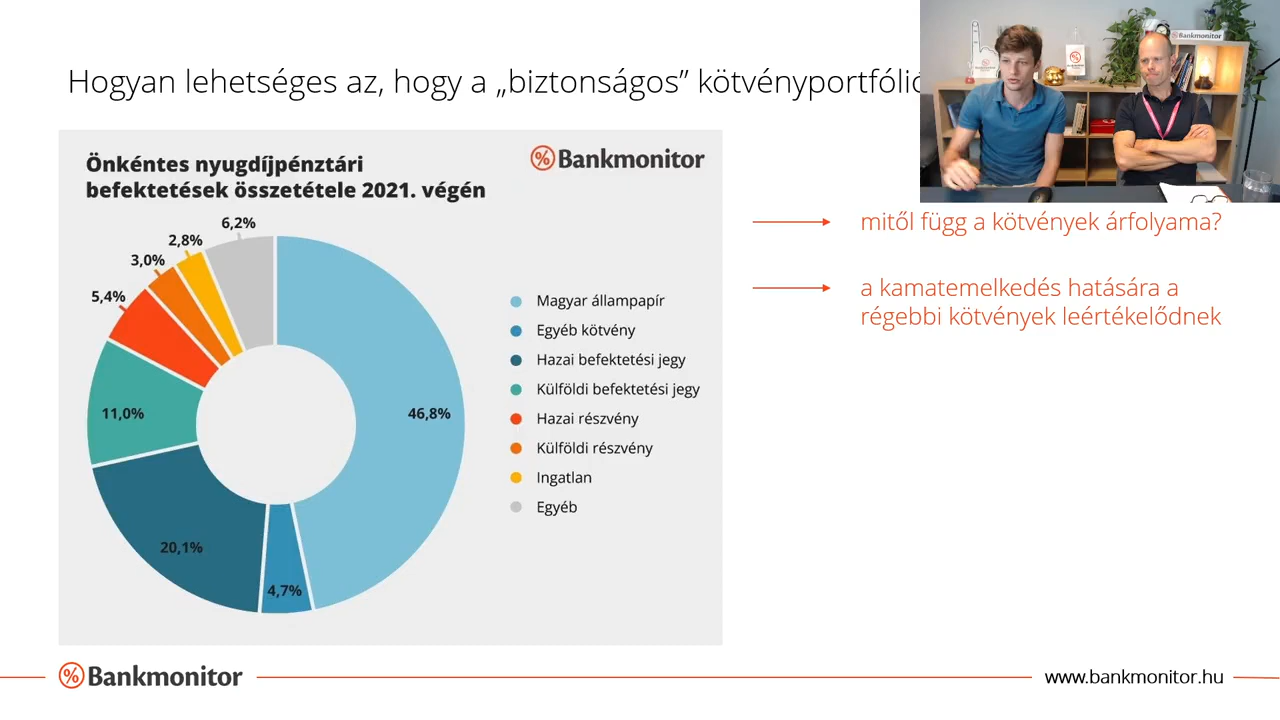 Hogyan lehetséges az, hogy a „biztonságos” kötvényportfólió
Bankmonitor
Önkéntes nyugdíjpénztári
befektetések összetétele 2021. végén
Bankmonitor
6,2%
2,8%
3,0%
5,4%
11,0%
46,8%
20,1%
4,7%
Magyar állampapír
Egyéb kötvény
Hazai befektetési jegy
Külföldi befektetési jegy
Hazai részvény
Külföldi részvény
Ingatlan
Egyéb
mitől függ a kötvények árfolyama?
a kamatemelkedés hatására a
régebbi kötvények leértékelődnek
Bankmonitor
www.bankmonitor.hu